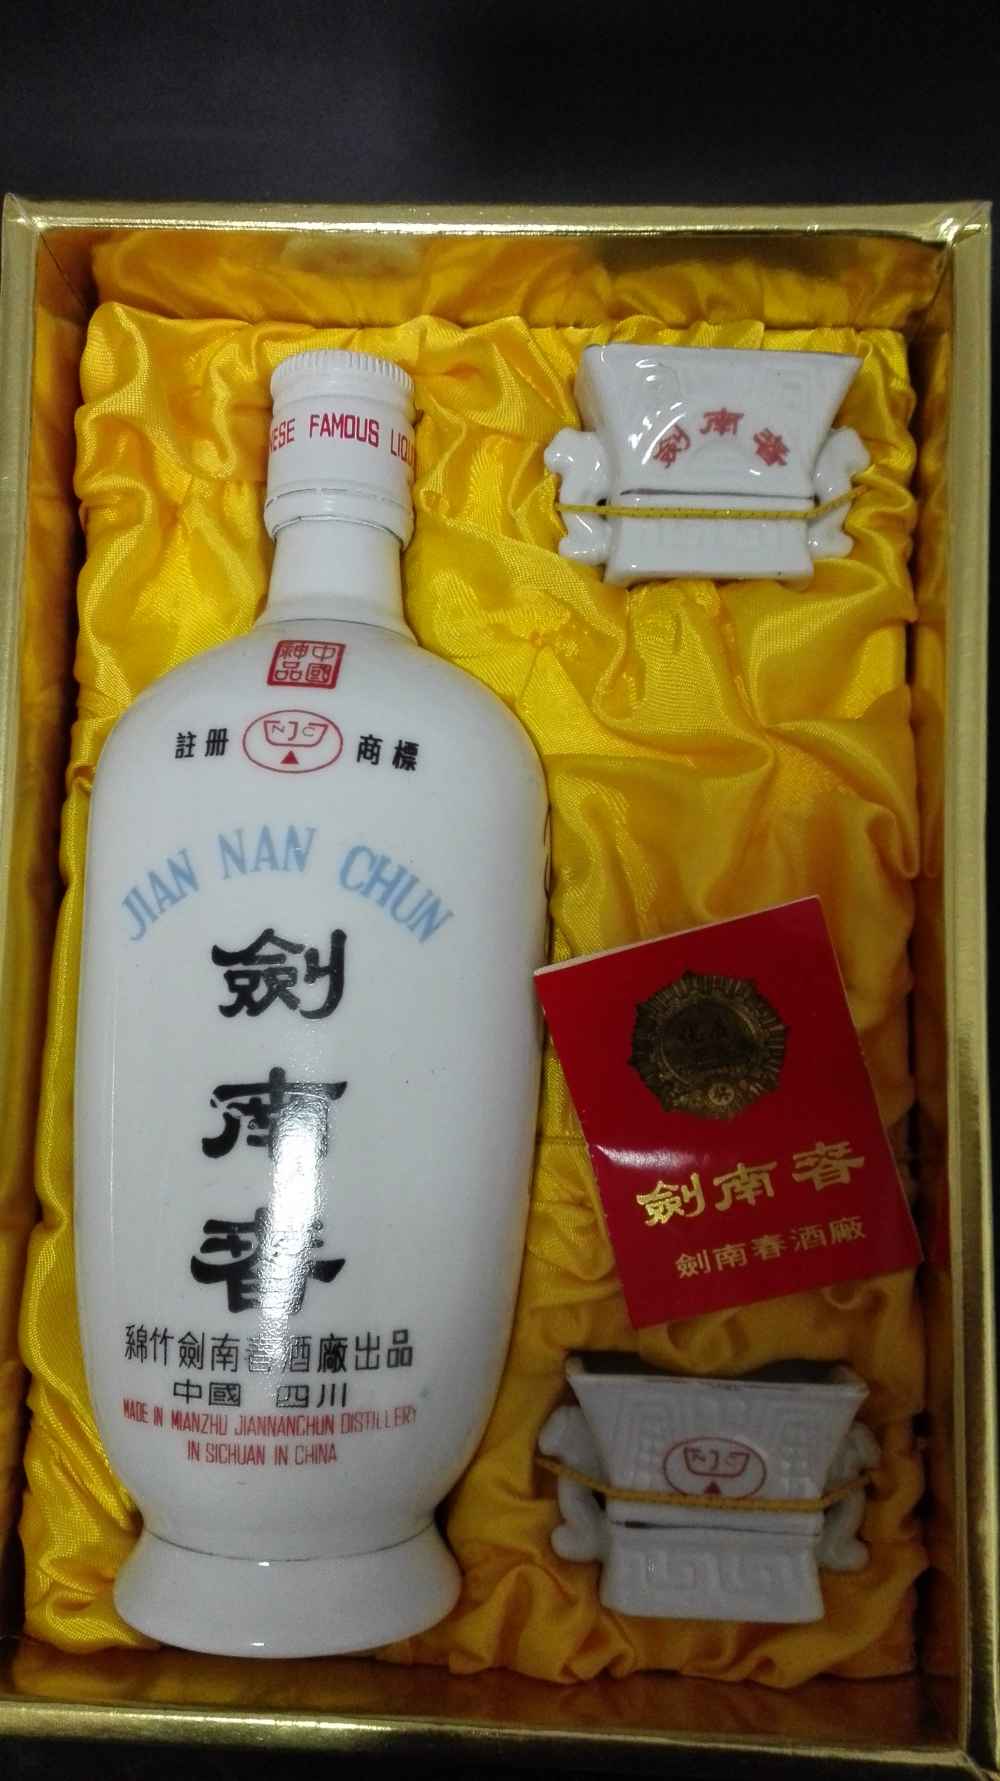 NESE FAMOUS LIQU
中國
神品
註册 NJC 商標
JIAN NAN CHUN
劍
南
春
綿竹劍南春酒廠出品
中國 四川
MADE IN MIANZHU JIANNANCHUN DISTILLERY
IN SICHUAN IN CHINA
劍南春
劍南春
劍南春酒廠
NJC